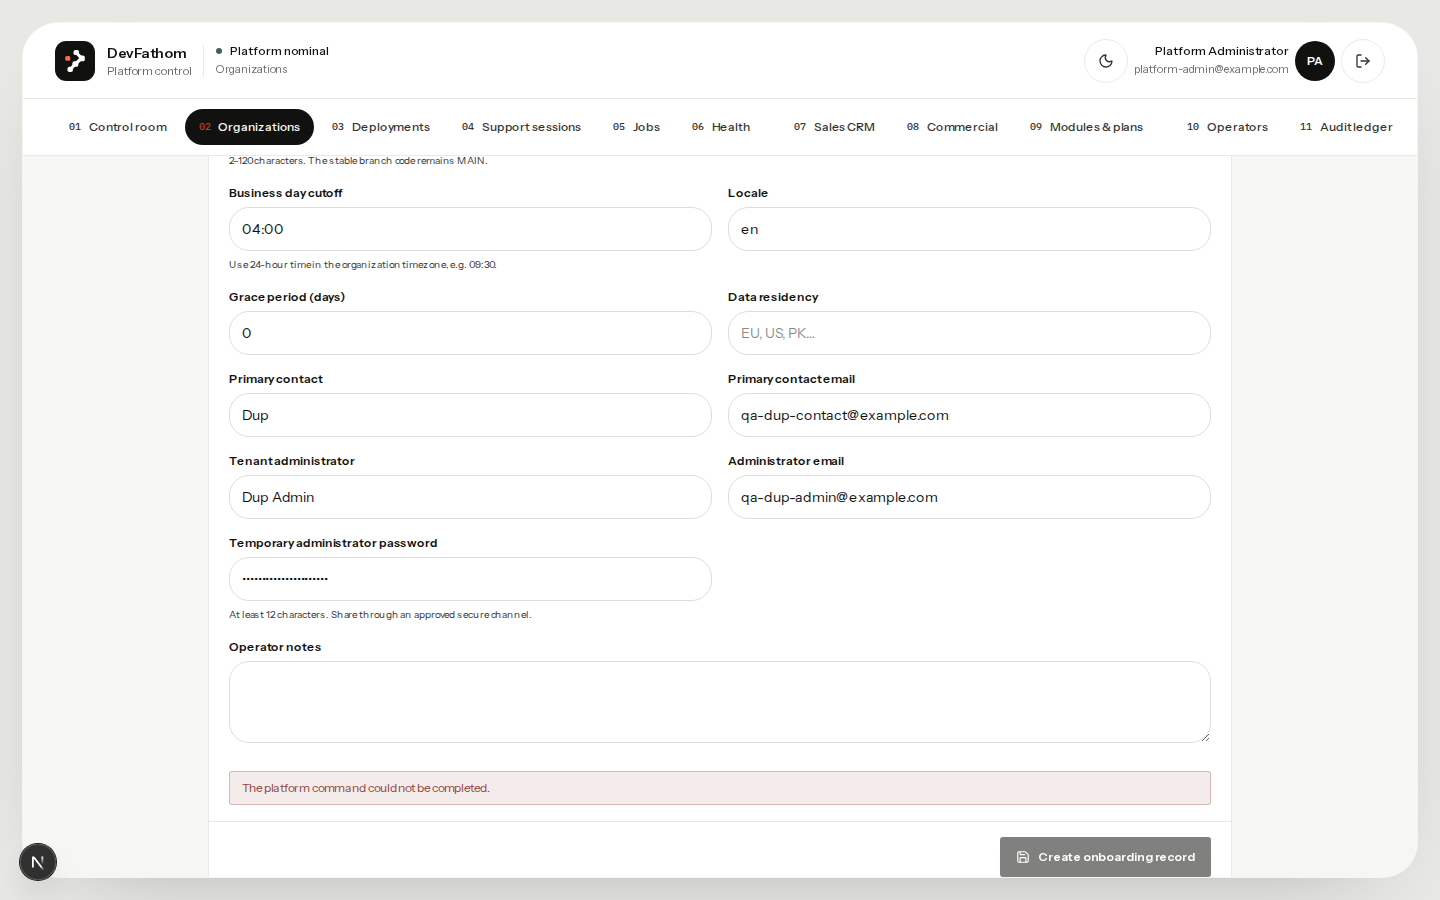 DevFathom
Platform control
Platform nominal
Organizations
Platform Administrator
platform-admin@example.com
PA
01 Control room
02 Organizations
03 Deployments
04 Support sessions
05 Jobs
06 Health
07 Sales CRM
08 Commercial
09 Modules & plans
10 Operators
11 Audit ledger
2-120 characters. The stable branch code remains MAIN.
Business day cutoff
Locale
04:00
en
Use 24-hour time in the organization timezone, e.g. 09:30.
Grace period (days)
Data residency
0
EU, US, PK...
Primary contact
Primary contact email
Dup
qa-dup-contact@example.com
Tenant administrator
Administrator email
Dup Admin
qa-dup-admin@example.com
Temporary administrator password
At least 12 characters. Share through an approved secure channel.
Operator notes
The platform command could not be completed.
Create onboarding record
N